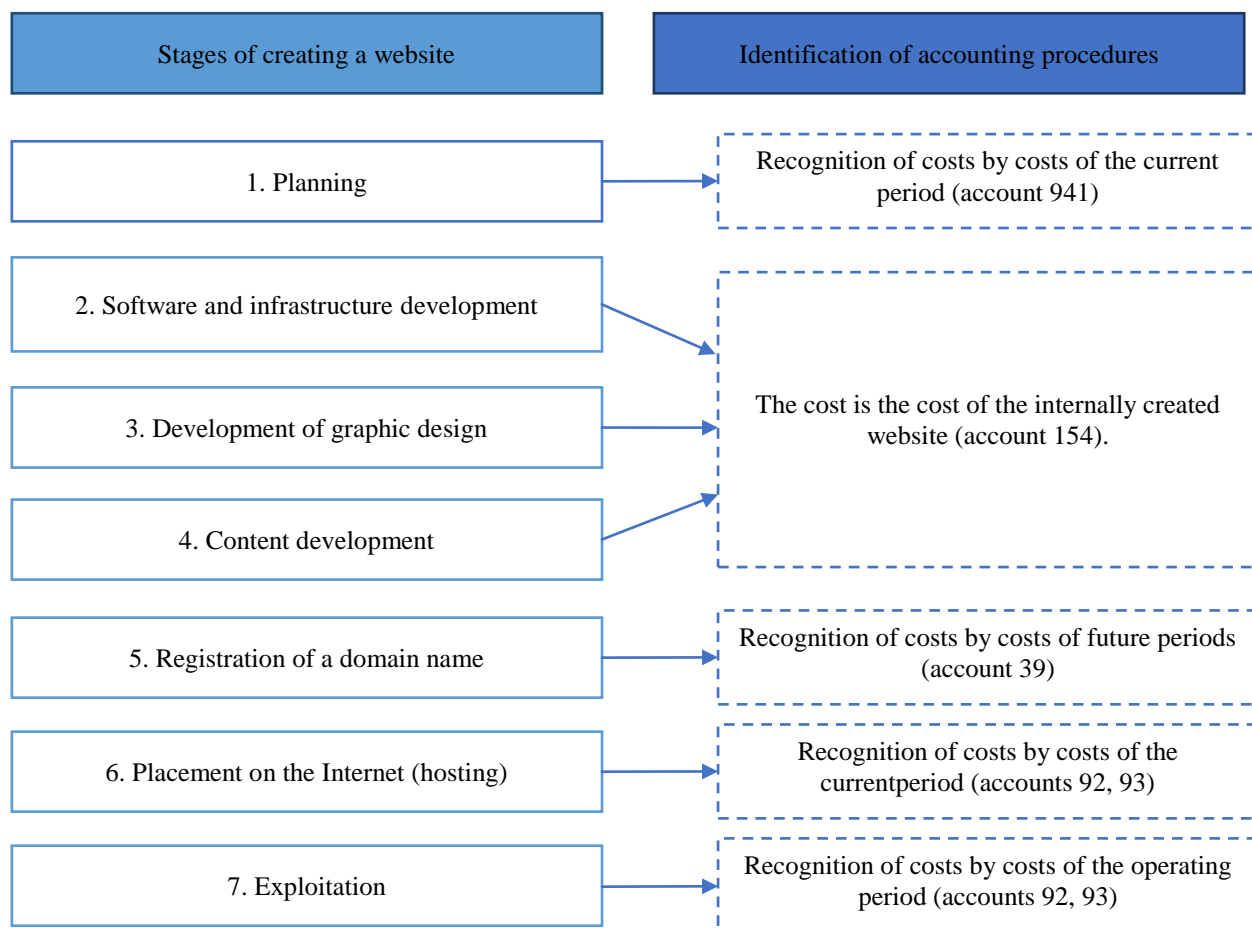 Stages of creating a website
Identification of accounting procedures
1. Planning
Recognition of costs by costs of the current
period (account 941)
2. Software and infrastructure development
3. Development of graphic design
4. Content development
The cost is the cost of the internally created
website (account 154).
5. Registration of a domain name
Recognition of costs by costs of future periods
(account 39)
6. Placement on the Internet (hosting)
Recognition of costs by costs of the
currentperiod (accounts 92, 93)
7. Exploitation
Recognition of costs by costs of the operating
period (accounts 92, 93)